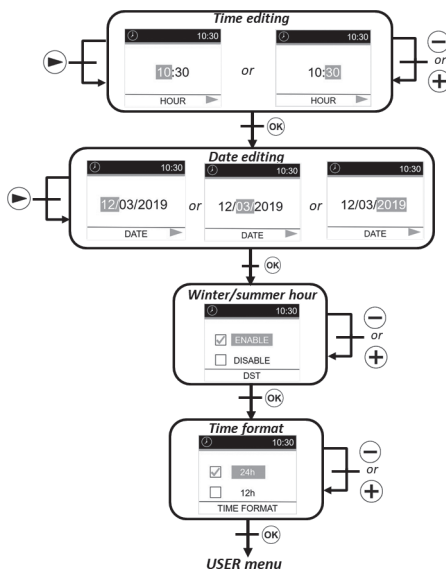 Time editing
10:30
10:30
10:30
or
10:30
HOUR
HOUR
or
OK
Date editing
10:30
10:30
10:30
12/03/2019
or
12/03/2019
or
12/03/2019
DATE
DATE
DATE
OK
Winter/summer hour
10:30
ENABLE
DISABLE
DST
or
OK
Time format
10:30
24h
12h
TIME FORMAT
or
OK
USER menu